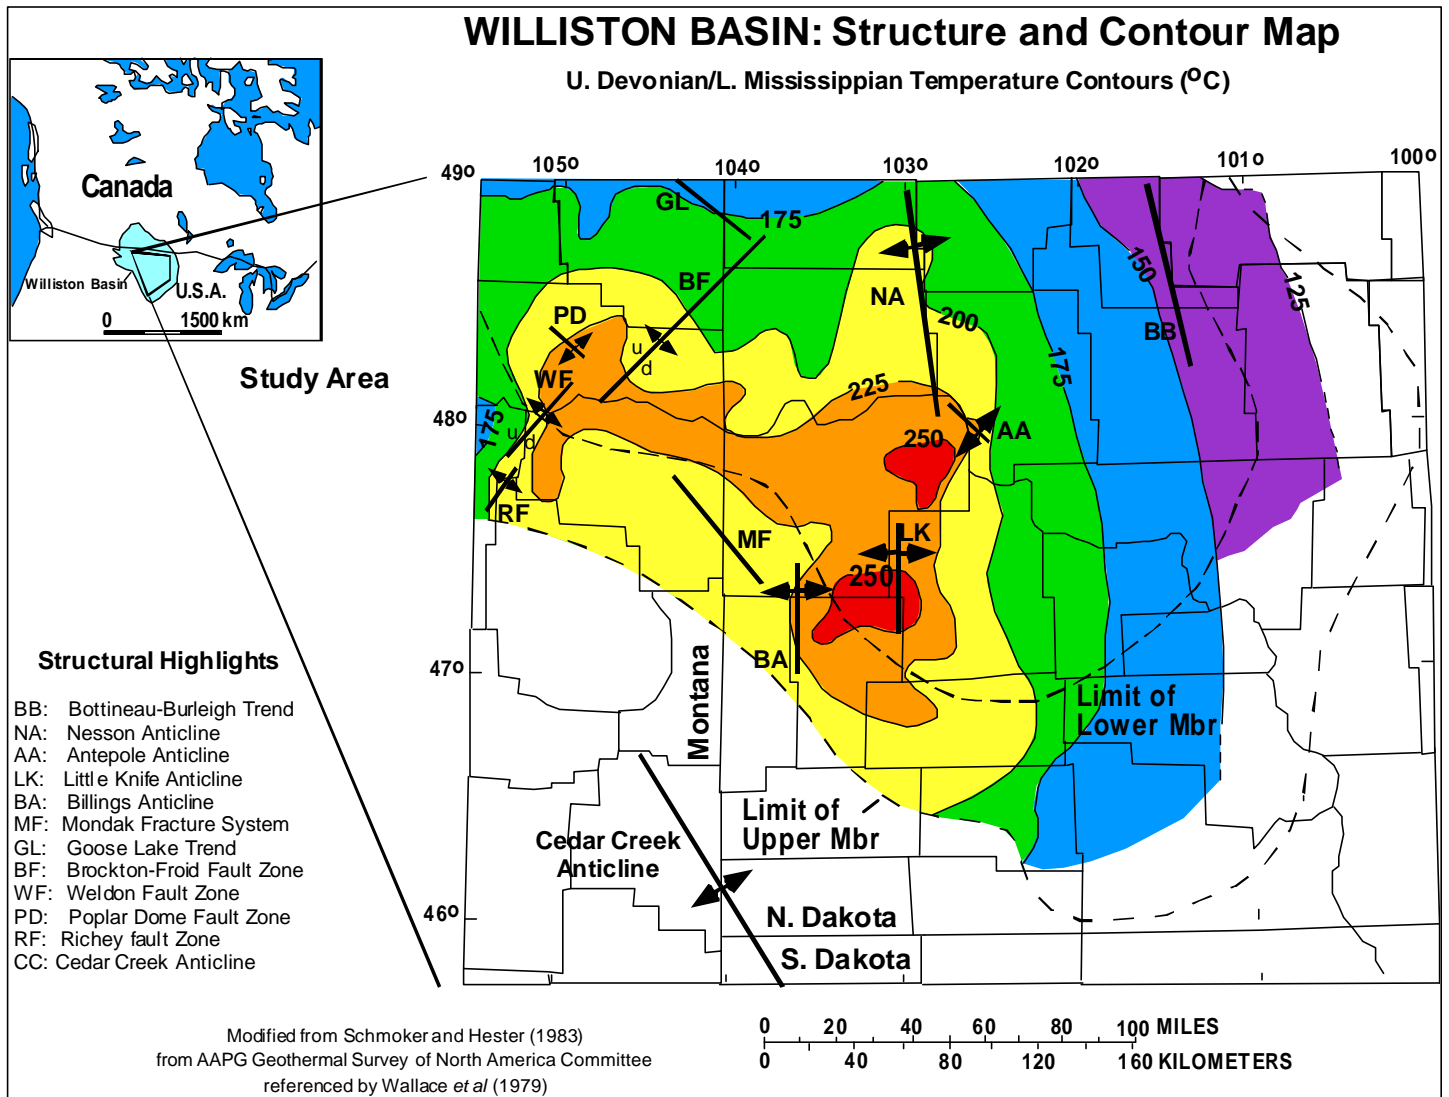 WILLISTON BASIN: Structure and Contour Map
U. Devonian/L. Mississippian Temperature Contours (ºC)
Canada
Williston Basin
U.S.A.
0 1500 km
Study Area
105º 104º 103º 102º 101º 100º
49º
48º
47º
46º
GL
175
BF
NA
150
125
BB
PD
200
175
u
d
WF
225
175
u
d
250
AA
RF
MF
LK
250
BA
Montana
Limit of
Lower Mbr
Limit of
Upper Mbr
Cedar Creek
Anticline
N. Dakota
S. Dakota
Structural Highlights
BB: Bottineau-Burleigh Trend
NA: Nesson Anticline
AA: Antepole Anticline
LK: Little Knife Anticline
BA: Billings Anticline
MF: Mondak Fracture System
GL: Goose Lake Trend
BF: Brockton-Froid Fault Zone
WF: Weldon Fault Zone
PD: Poplar Dome Fault Zone
RF: Richey fault Zone
CC: Cedar Creek Anticline
Modified from Schmoker and Hester (1983)
from AAPG Geothermal Survey of North America Committee
referenced by Wallace et al (1979)
0 20 40 60 80 100 MILES
0 40 80 120 160 KILOMETERS